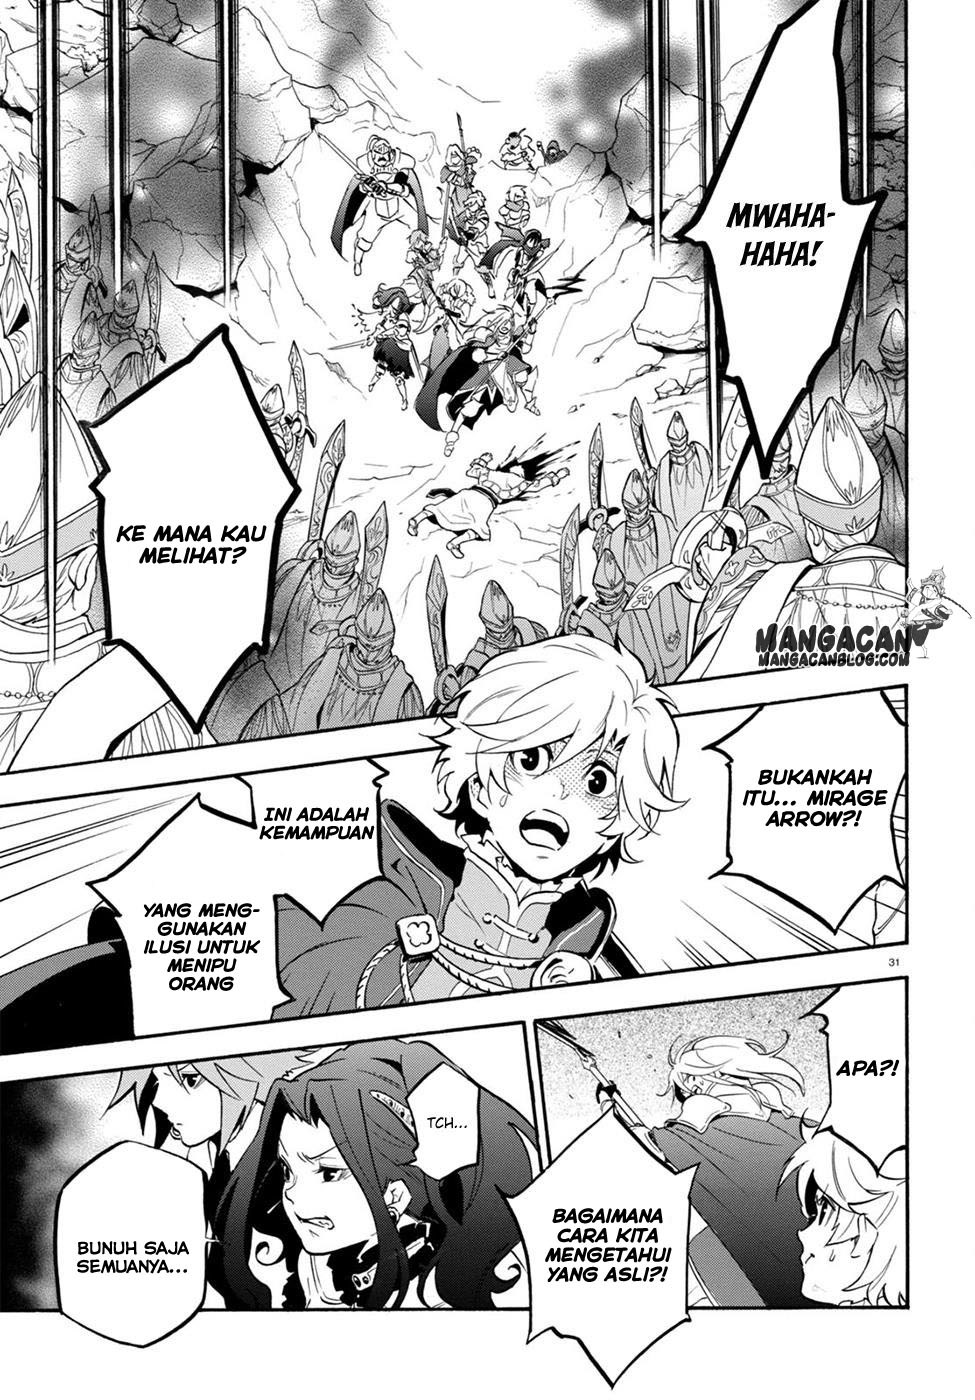 MWAHA-
HAHA!
KE MANA KAU
MELIHAT?
MANGACAN
MANGACANBLOG.COM
BUKANKAH
ITU... MIRAGE
ARROW?!
INI ADALAH
KEMAMPUAN
YANG MENG-
GUNAKAN
ILUSI UNTUK
MENIPU
ORANG
31
APA?!
BAGAIMANA
CARA KITA
MENGETAHUI
YANG ASLI?!
TCH...
BUNUH SAJA
SEMUANYA...